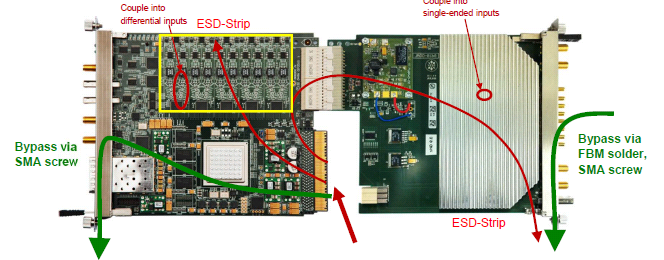 Couple into
differential inputs
ESD-Strip
Couple into
single-ended inputs
Bypass via
SMA screw
Bypass via
FBM solder,
SMA screw
ESD-Strip